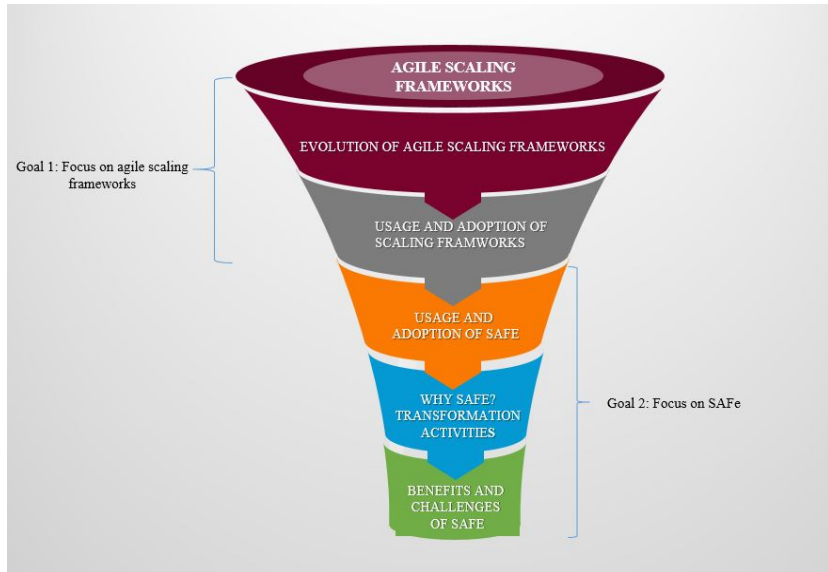 AGILE SCALING
FRAMEWORKS
EVOLUTION OF AGILE SCALING FRAMEWORKS
Goal 1: Focus on agile scaling
frameworks
USAGE AND ADOPTION OF
SCALING FRAMWORKS
USAGE AND
ADOPTION OF SAFE
WHY SAFE?
TRANSFORMATION
ACTIVITIES
Goal 2: Focus on SAFe
BENEFITS AND
CHALLENGES
OF SAFE